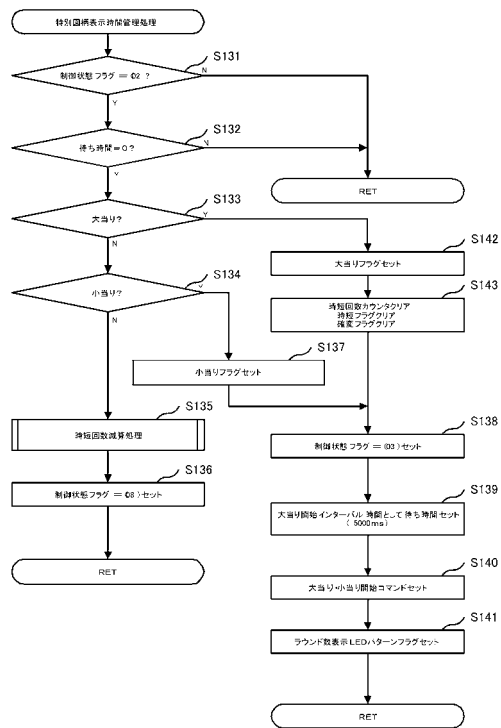 特別図柄表示時間管理処理
S131
制御状態フラグ = 02 ?
N
Y
S132
待ち時間 = 0 ?
N
Y
RET
S133
大当り?
Y
N
S142
大当りフラグセット
S134
小当り?
Y
N
S143
時短回数カウンタクリア
時短フラグクリア
確変フラグクリア
S137
小当りフラグセット
S135
時短回数減算処理
S138
制御状態フラグ = (03)セット
S136
制御状態フラグ = (08)セット
S139
大当り開始インターバル時間として待ち時間セット
( 5000ms)
RET
S140
大当り・小当り開始コマンドセット
S141
ラウンド数表示LEDパターンフラグセット
RET